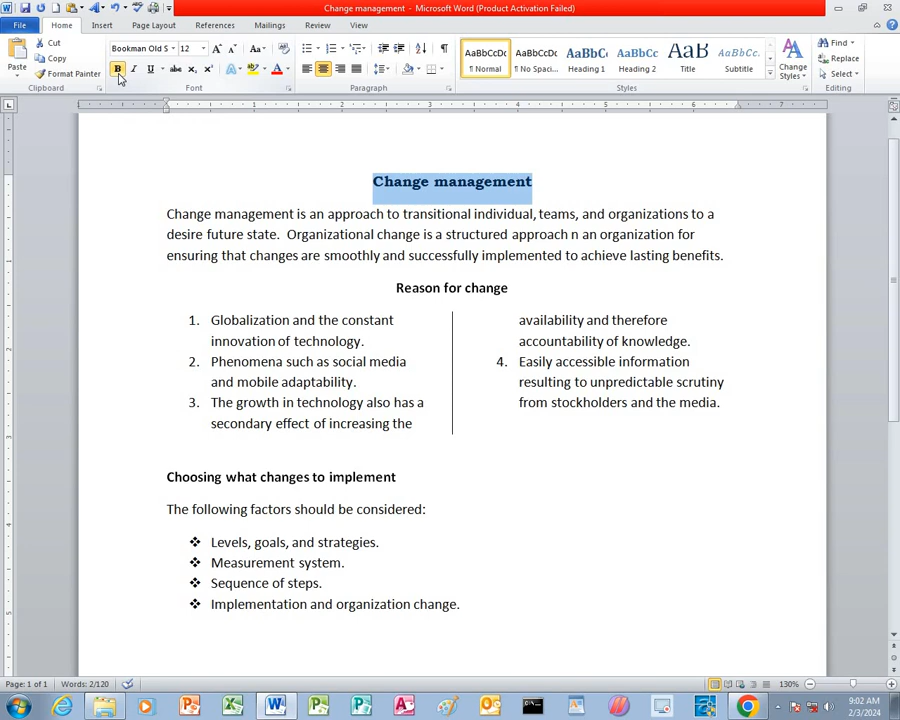 Change management - Microsoft Word (Product Activation Failed)
File Home Insert Page Layout References Mailings Review View
Paste Cut Copy Format Painter
Bookman Old S 12 Aa
B I U abc x₂ x² A A
AaBbCcDc AaBbCcDc AaBbCc AaBbCc AaB AaBbCc.
¶ Normal ¶ No Spaci... Heading 1 Heading 2 Title Subtitle
Change Styles
Find Replace Select
Clipboard Font Paragraph Styles Editing
Change management
Change management is an approach to transitional individual, teams, and organizations to a
desire future state. Organizational change is a structured approach n an organization for
ensuring that changes are smoothly and successfully implemented to achieve lasting benefits.
Reason for change
1. Globalization and the constant
innovation of technology.
2. Phenomena such as social media
and mobile adaptability.
3. The growth in technology also has a
secondary effect of increasing the
availability and therefore
accountability of knowledge.
4. Easily accessible information
resulting to unpredictable scrutiny
from stockholders and the media.
Choosing what changes to implement
The following factors should be considered:
❖ Levels, goals, and strategies.
❖ Measurement system.
❖ Sequence of steps.
❖ Implementation and organization change.
Page: 1 of 1 Words: 2/120 130%
9:02 AM
2/3/2024